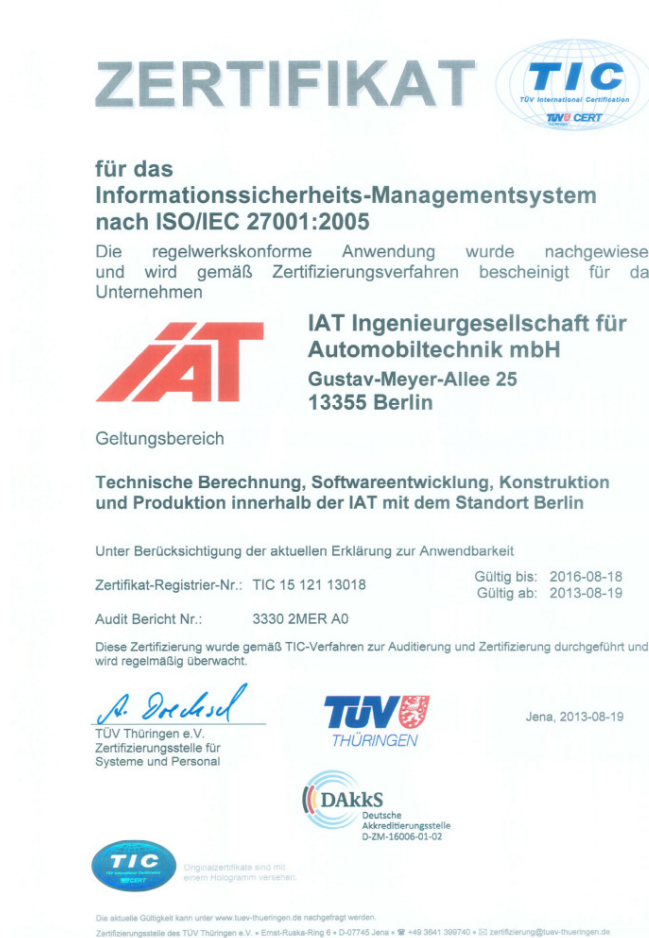 ZERTIFIKAT
TIC
TÜV International Certification
TÜV CERT
für das
Informationssicherheits-Managementsystem
nach ISO/IEC 27001:2005
Die regelwerkskonforme Anwendung wurde nachgewiese
und wird gemäß Zertifizierungsverfahren bescheinigt für da
Unternehmen
IAT
IAT Ingenieurgesellschaft für
Automobiltechnik mbH
Gustav-Meyer-Allee 25
13355 Berlin
Geltungsbereich
Technische Berechnung, Softwareentwicklung, Konstruktion
und Produktion innerhalb der IAT mit dem Standort Berlin
Unter Berücksichtigung der aktuellen Erklärung zur Anwendbarkeit
Zertifikat-Registrier-Nr.: TIC 15 121 13018
Gültig bis: 2016-08-18
Gültig ab: 2013-08-19
Audit Bericht Nr.: 3330 2MER A0
Diese Zertifizierung wurde gemäß TIC-Verfahren zur Auditierung und Zertifizierung durchgeführt und
wird regelmäßig überwacht.
A. Drechsel
TÜV Thüringen e.V.
Zertifizierungsstelle für
Systeme und Personal
TÜV
THÜRINGEN
Jena, 2013-08-19
DAkkS
Deutsche
Akkreditierungsstelle
D-ZM-16006-01-02
TIC
TÜV International Certification
TÜV CERT
Originalzertifikate sind mit
einem Hologramm versehen.
Die aktuelle Gültigkeit kann unter www.tuev-thueringen.de nachgefragt werden.
Zertifizierungsstelle des TÜV Thüringen e.V. • Ernst-Ruska-Ring 6 • D-07745 Jena • ☎ +49 3641 399740 • ✉ zertifizierung@tuev-thueringen.de